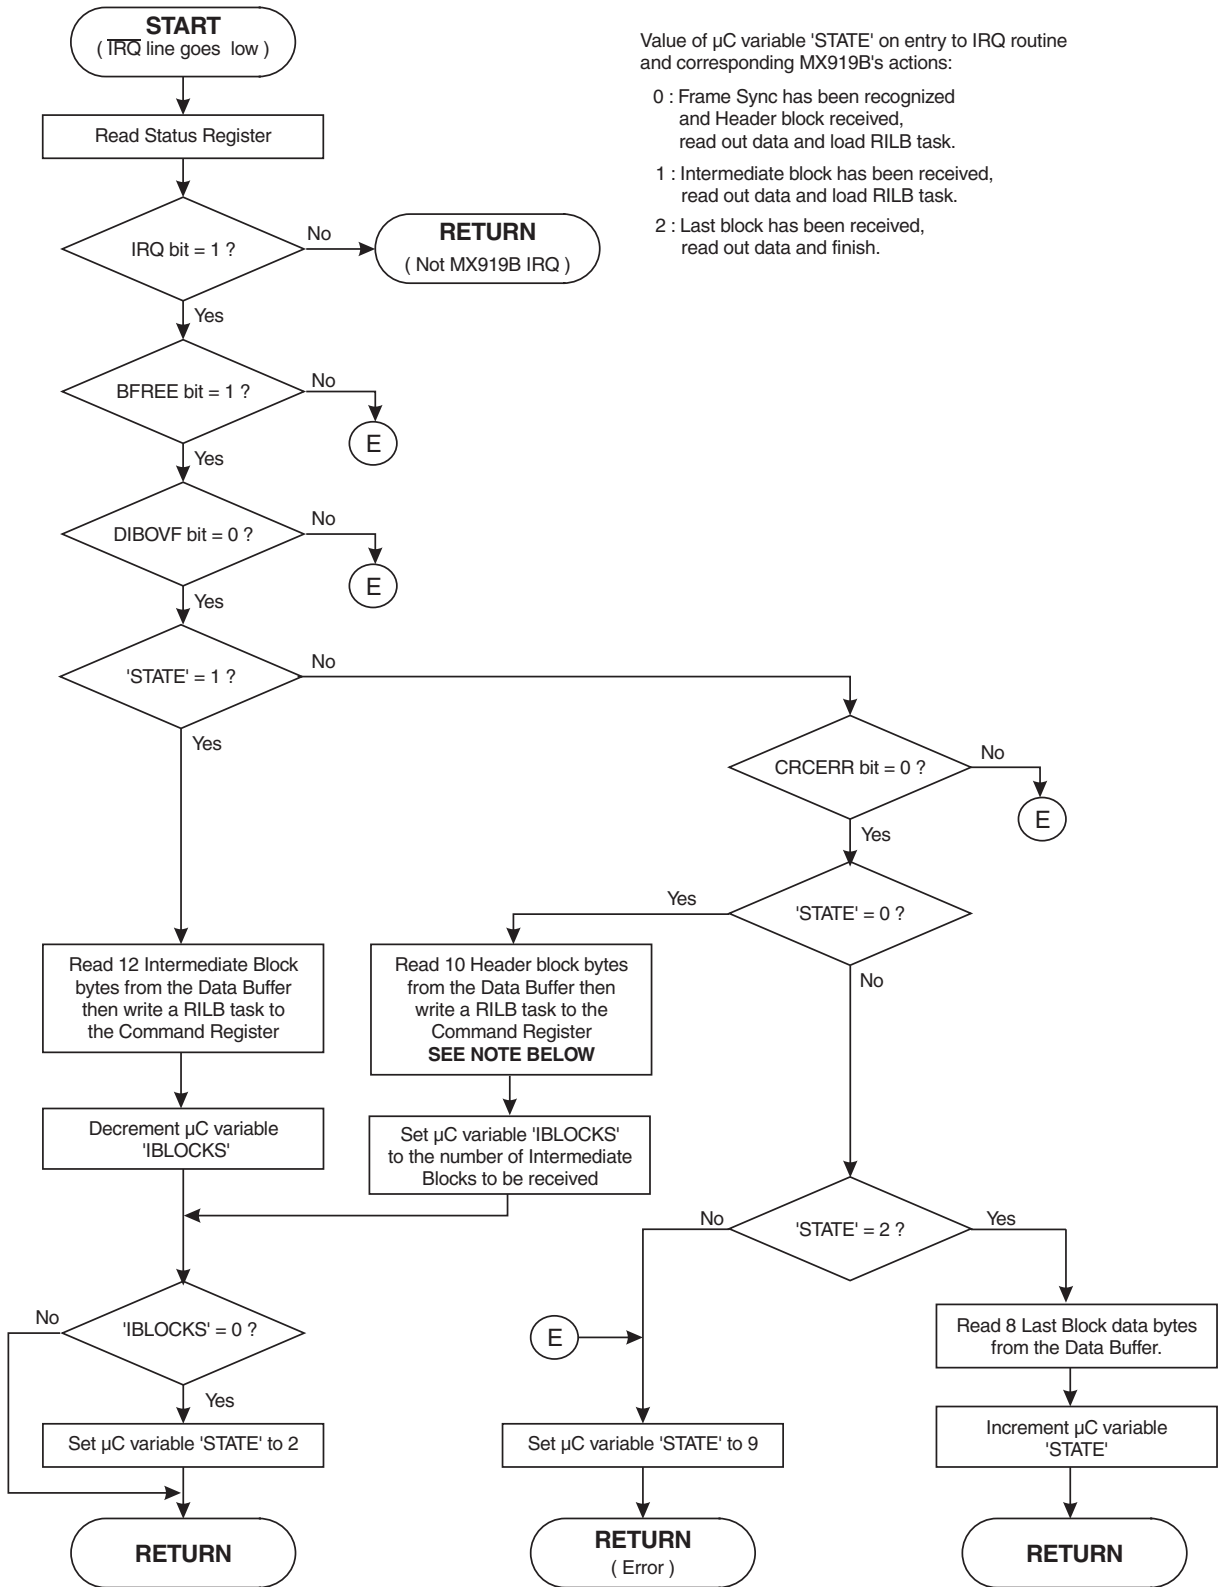 START
( IRQ line goes low )
Value of µC variable 'STATE' on entry to IRQ routine
and corresponding MX919B's actions:
0 : Frame Sync has been recognized
and Header block received,
read out data and load RILB task.
1 : Intermediate block has been received,
read out data and load RILB task.
2 : Last block has been received,
read out data and finish.
Read Status Register
IRQ bit = 1 ?
No
RETURN
( Not MX919B IRQ )
Yes
BFREE bit = 1 ?
No
E
Yes
DIBOVF bit = 0 ?
No
E
Yes
'STATE' = 1 ?
No
Yes
CRCERR bit = 0 ?
No
E
Yes
'STATE' = 0 ?
Yes
No
Read 12 Intermediate Block
bytes from the Data Buffer
then write a RILB task to
the Command Register
Read 10 Header block bytes
from the Data Buffer then
write a RILB task to the
Command Register
SEE NOTE BELOW
Decrement µC variable
'IBLOCKS'
Set µC variable 'IBLOCKS'
to the number of Intermediate
Blocks to be received
'STATE' = 2 ?
No
Yes
'IBLOCKS' = 0 ?
No
Yes
E
Read 8 Last Block data bytes
from the Data Buffer.
Set µC variable 'STATE' to 2
Set µC variable 'STATE' to 9
Increment µC variable
'STATE'
RETURN
RETURN
( Error )
RETURN